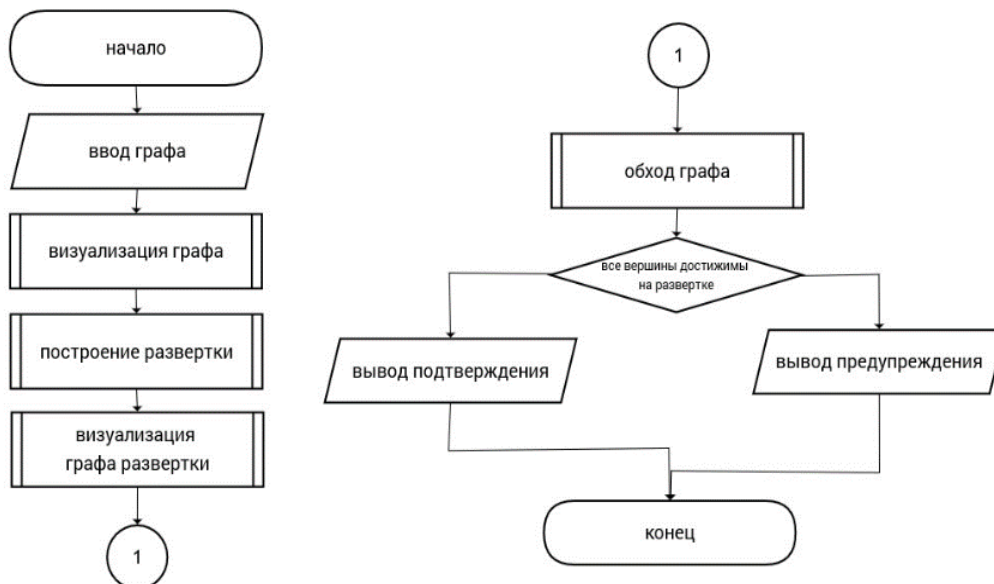 начало
ввод графа
визуализация графа
построение развертки
визуализация
графа развертки
1
1
обход графа
все вершины достижимы
на развертке
вывод подтверждения
вывод предупреждения
конец